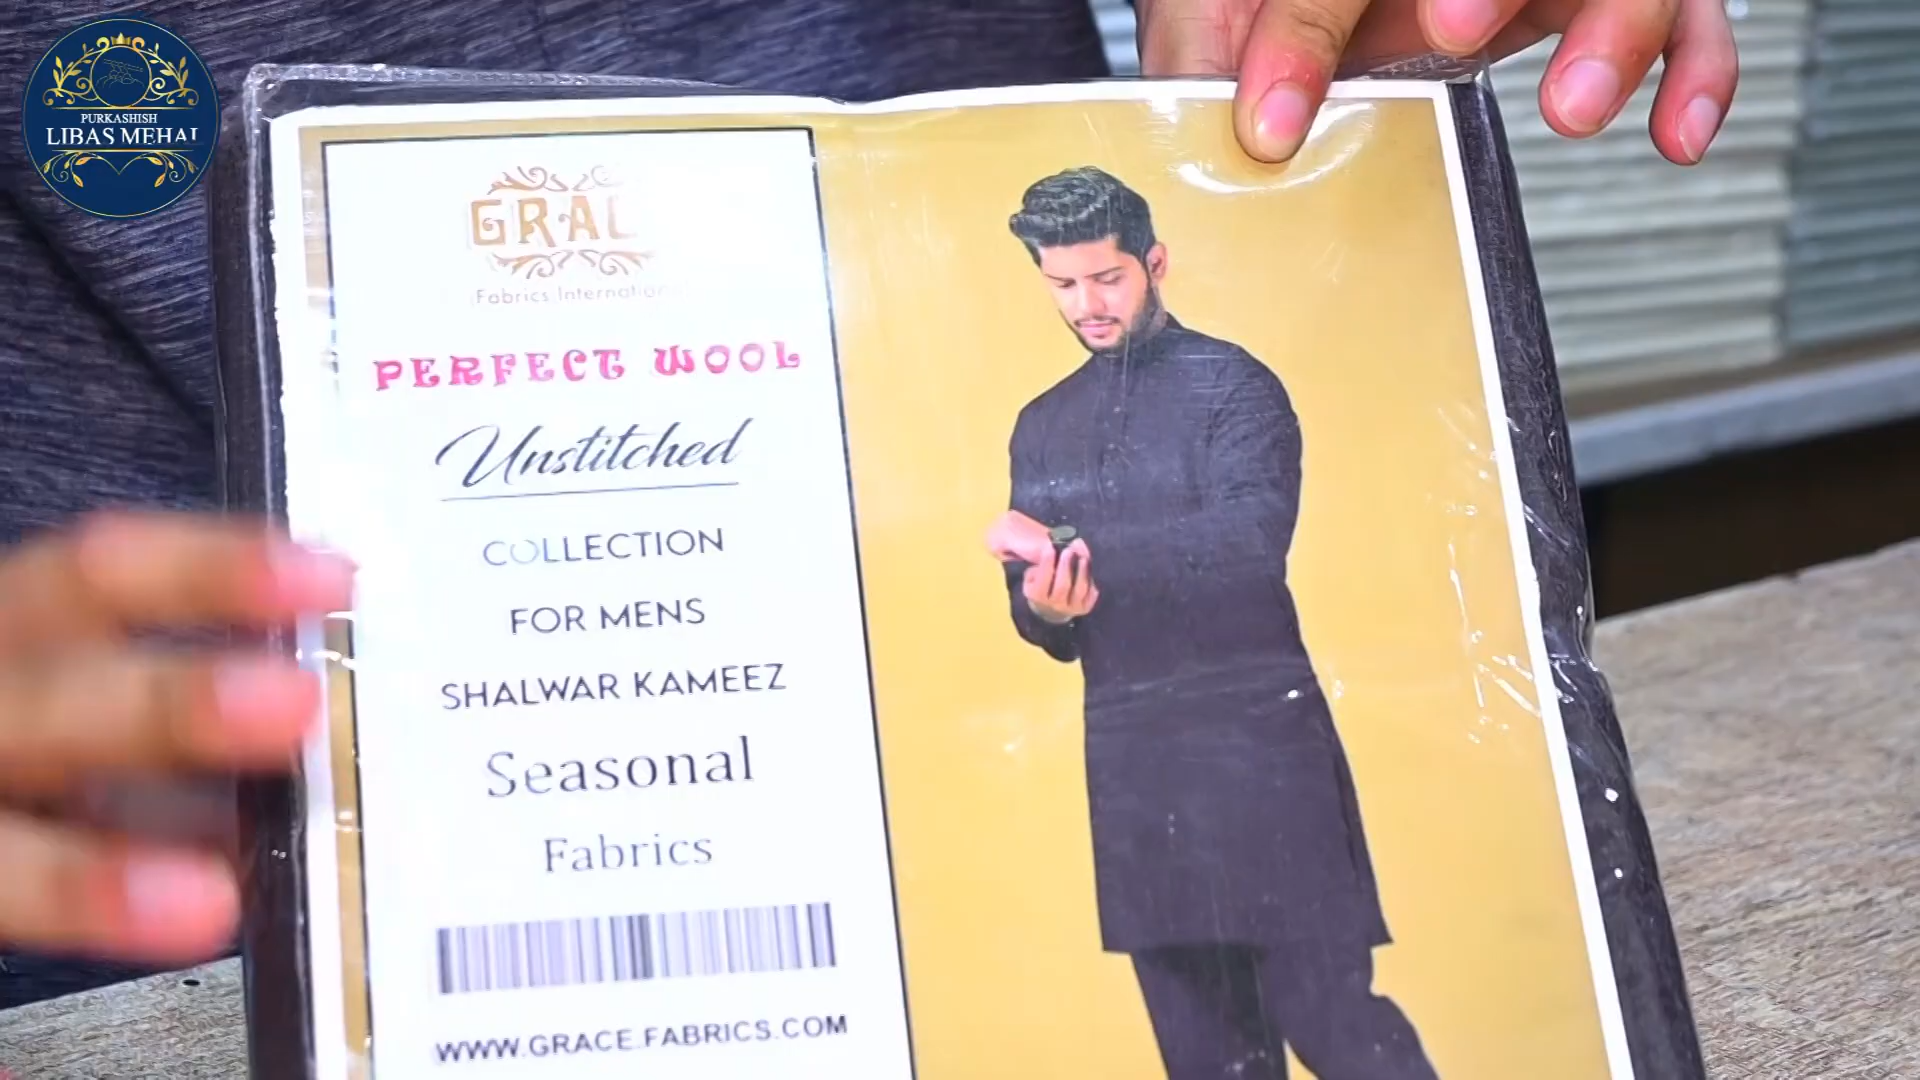 PURKASHISH
LIBAS MEHAL
GRAC
Fabrics International
PERFECT WOOL
Unstitched
COLLECTION
FOR MENS
SHALWAR KAMEEZ
Seasonal
Fabrics
WWW.GRACE.FABRICS.COM